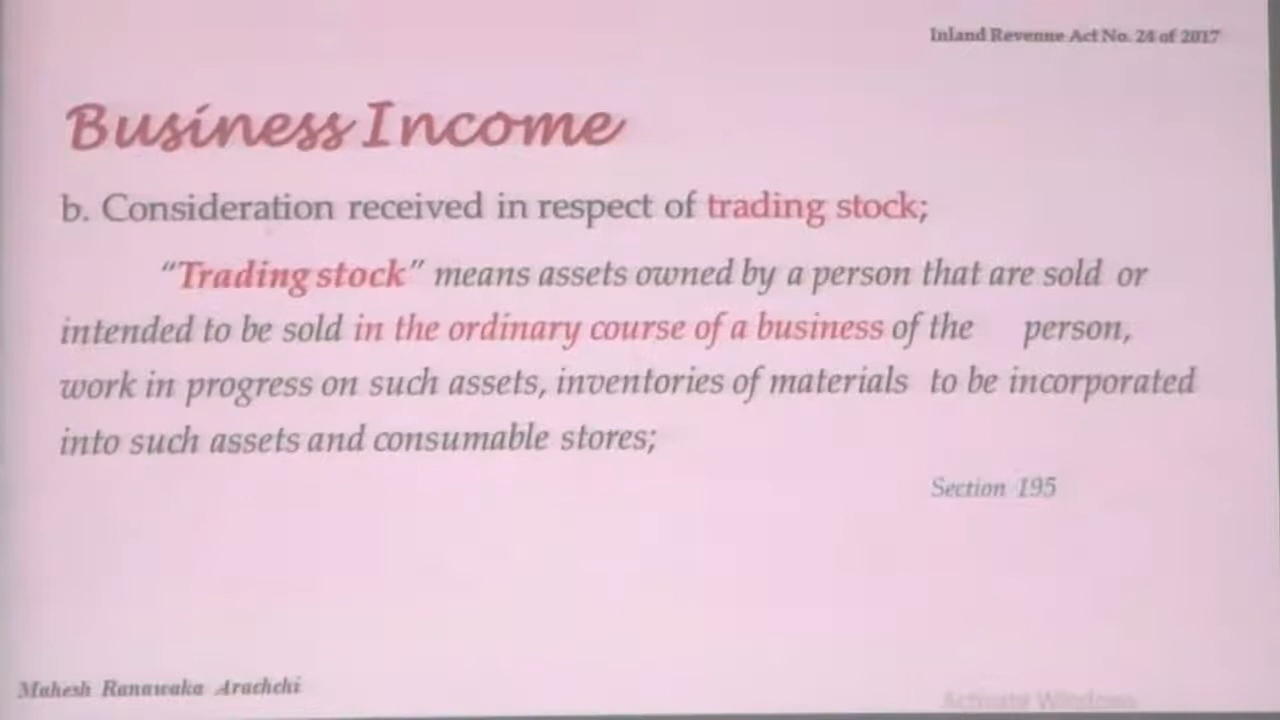 Inland Revenue Act No. 24 of 2017
Business Income
b. Consideration received in respect of trading stock;
“Trading stock” means assets owned by a person that are sold or
intended to be sold in the ordinary course of a business of the person,
work in progress on such assets, inventories of materials to be incorporated
into such assets and consumable stores;
Section 195
Mahesh Ranawaka Arachchi
Activate Windows